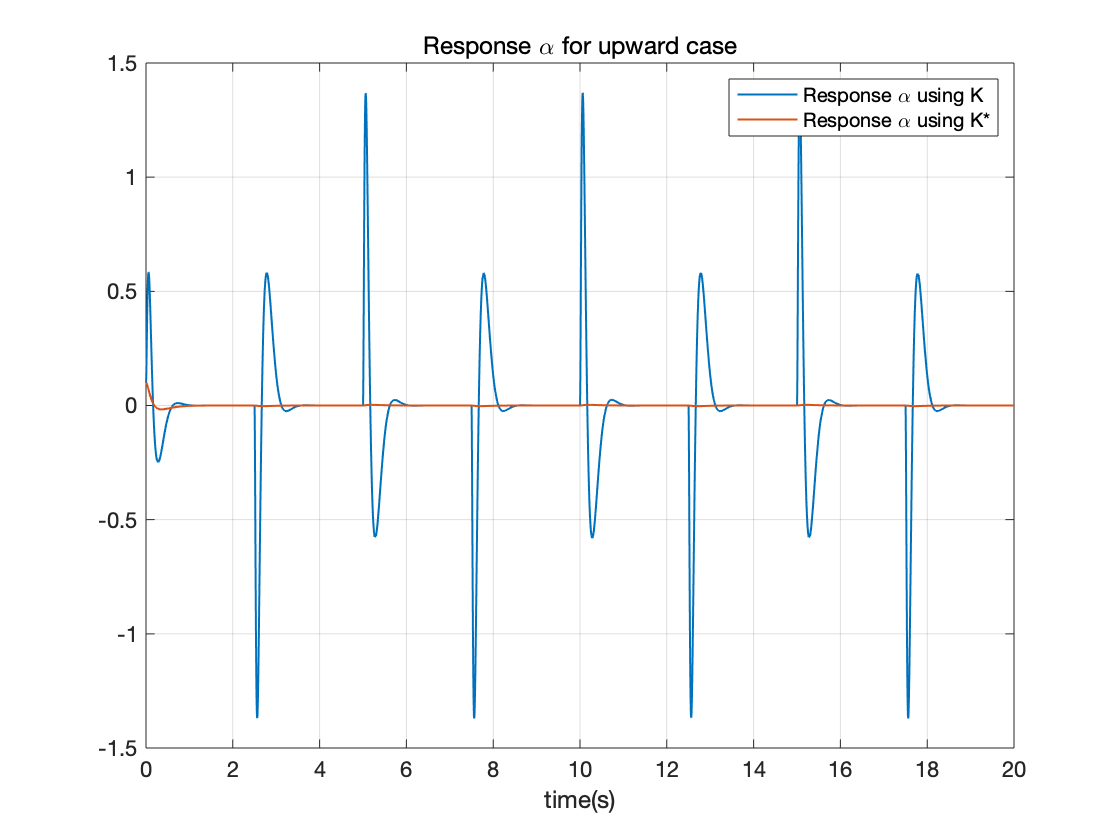 Response α for upward case
Response α using K
Response α using K*
1.5
1
0.5
0
-0.5
-1
-1.5
0 2 4 6 8 10 12 14 16 18 20
time(s)